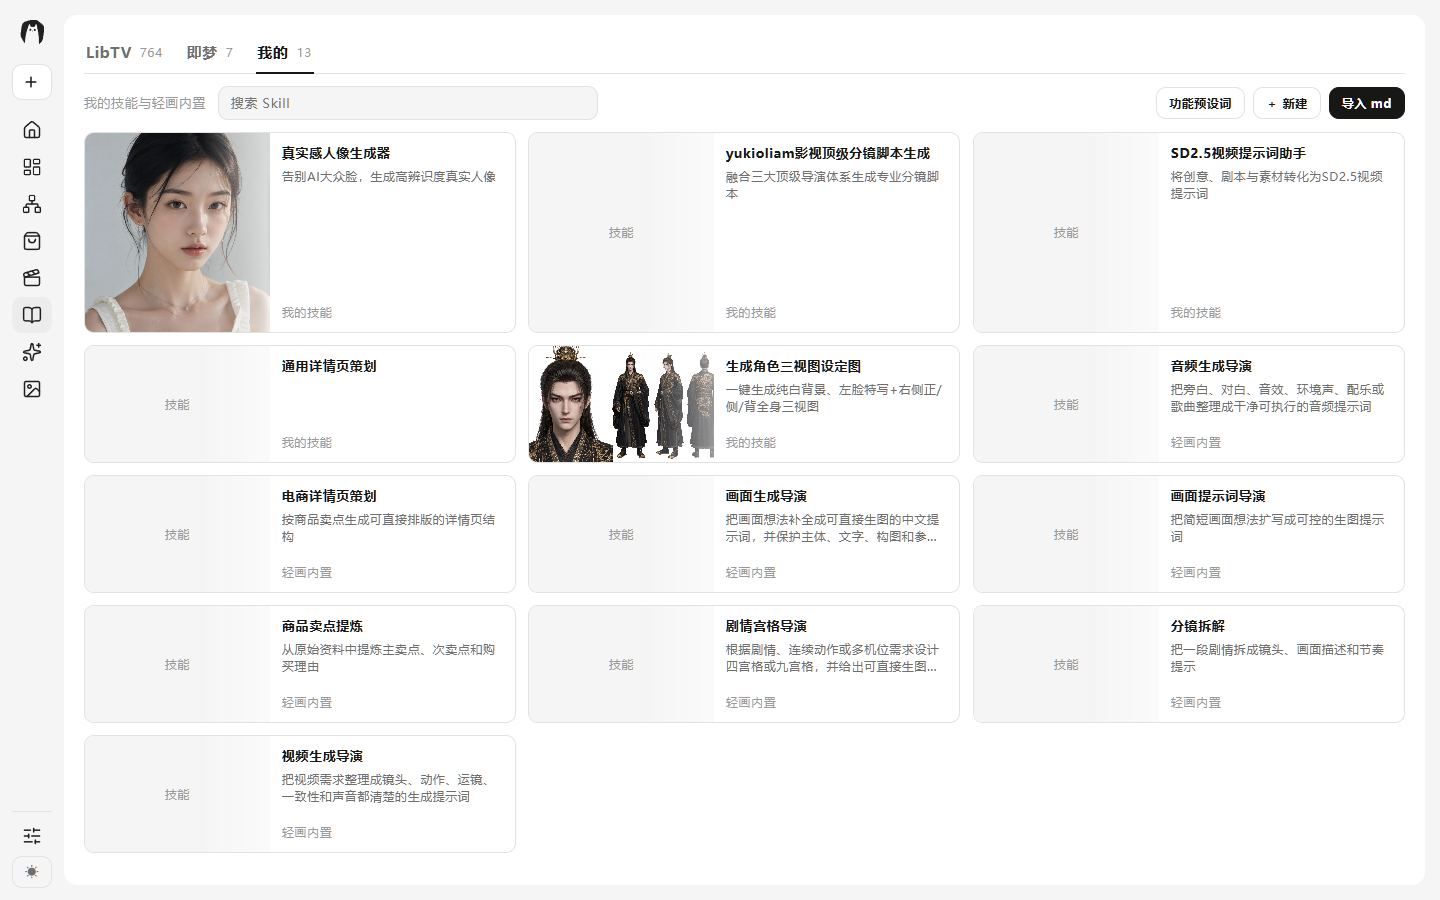 LibTV 764 即梦 7 我的 13
我的技能与轻画内置 搜索 Skill 功能预设词 + 新建 导入 md
真实感人像生成器
告别AI大众脸，生成高辨识度真实人像
我的技能
技能
yukioliam影视顶级分镜脚本生成
融合三大顶级导演体系生成专业分镜脚
本
我的技能
技能
SD2.5视频提示词助手
将创意、剧本与素材转化为SD2.5视频
提示词
我的技能
技能
通用详情页策划
我的技能
生成角色三视图设定图
一键生成纯白背景、左脸特写+右侧正/
侧/背全身三视图
我的技能
技能
音频生成导演
把旁白、对白、音效、环境声、配乐或
歌曲整理成干净可执行的音频提示词
轻画内置
技能
电商详情页策划
按商品卖点生成可直接排版的详情页结
构
轻画内置
技能
画面生成导演
把画面想法补全成可直接生图的中文提
示词，并保护主体、文字、构图和参...
轻画内置
技能
画面提示词导演
把简短画面想法扩写成可控的生图提示
词
轻画内置
技能
商品卖点提炼
从原始资料中提炼主卖点、次卖点和购
买理由
轻画内置
技能
剧情宫格导演
根据剧情、连续动作或多机位需求设计
四宫格或九宫格，并给出可直接生图...
轻画内置
技能
分镜拆解
把一段剧情拆成镜头、画面描述和节奏
提示
轻画内置
技能
视频生成导演
把视频需求整理成镜头、动作、运镜、
一致性和声音都清楚的生成提示词
轻画内置